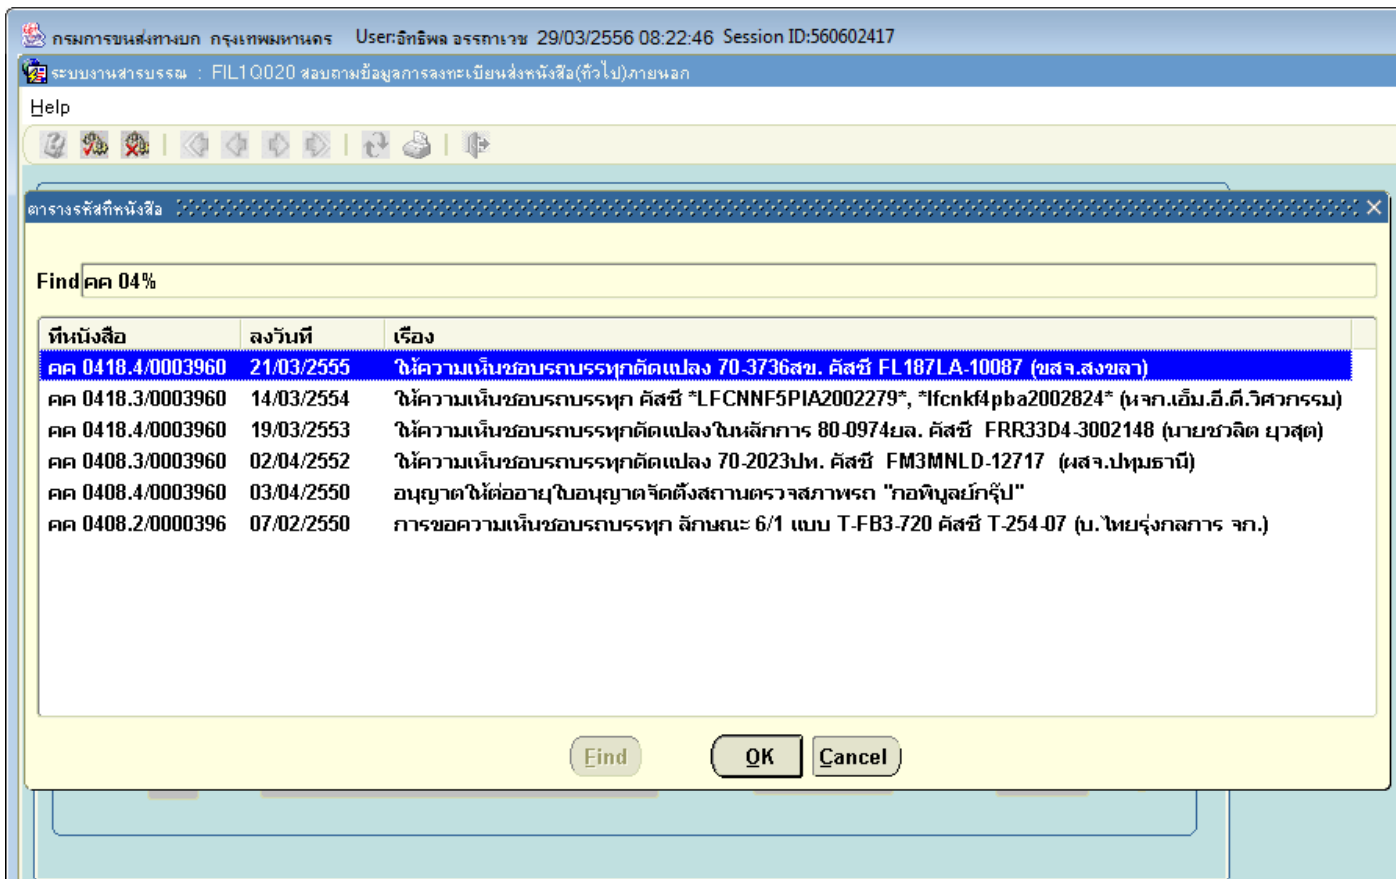 กรมการขนส่งทางบก กรุงเทพมหานคร User:อิทธิพล อรรถาเวช 29/03/2556 08:22:46 Session ID:560602417
ระบบงานสารบรรณ : FIL1Q020 สอบถามข้อมูลการลงทะเบียนส่งหนังสือ(ทั่วไป)ภายนอก
Help
ตารางรหัสที่หนังสือ
Find คค 04%
ที่หนังสือ ลงวันที่ เรื่อง
คค 0418.4/0003960 21/03/2555 ให้ความเห็นชอบรถบรรทุกดัดแปลง 70-3736สข. คัสซี FL187LA-10087 (ขสจ.สงขลา)
คค 0418.3/0003960 14/03/2554 ให้ความเห็นชอบรถบรรทุก คัสซี *LFCNNF5PIA2002279*, *lfcnkf4pba2002824* (หจก.เอ็ม.อี.ดี.วิศวกรรม)
คค 0418.4/0003960 19/03/2553 ให้ความเห็นชอบรถบรรทุกดัดแปลงในหลักการ 80-0974ยล. คัสซี FRR33D4-3002148 (นายชวลิต ยุวสุต)
คค 0408.3/0003960 02/04/2552 ให้ความเห็นชอบรถบรรทุกดัดแปลง 70-2023ปท. คัสซี FM3MNLD-12717 (ผสจ.ปทุมธานี)
คค 0408.4/0003960 03/04/2550 อนุญาตให้ต่ออายุใบอนุญาตจัดตั้งสถานตรวจสภาพรถ "กอพิบูลย์กรุ๊ป"
คค 0408.2/0000396 07/02/2550 การขอความเห็นชอบรถบรรทุก ลักษณะ 6/1 แบบ T-FB3-720 คัสซี T-254-07 (บ.ไทยรุ่งกลการ จก.)
Find OK Cancel